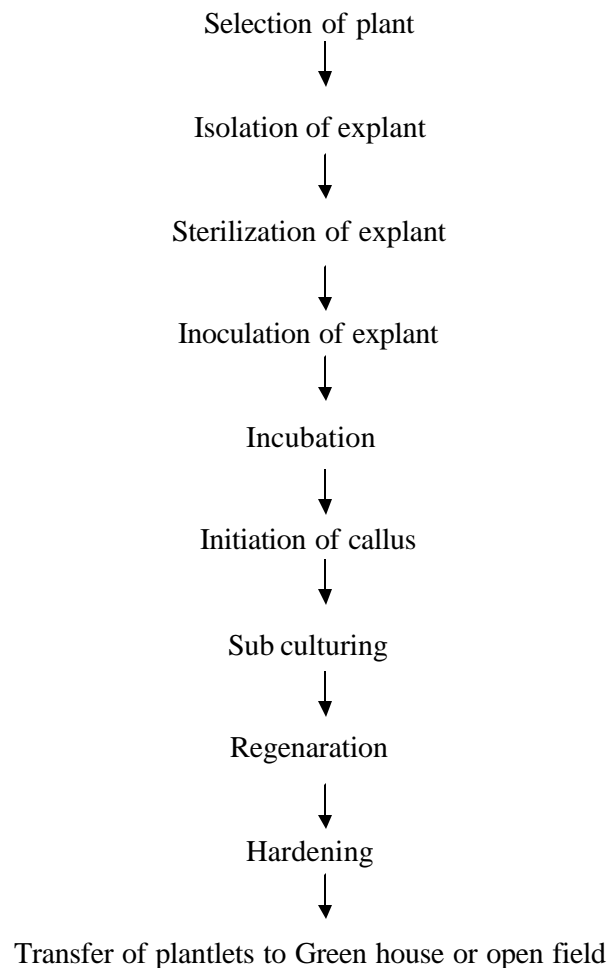 Selection of plant
Isolation of explant
Sterilization of explant
Inoculation of explant
Incubation
Initiation of callus
Sub culturing
Regenaration
Hardening
Transfer of plantlets to Green house or open field